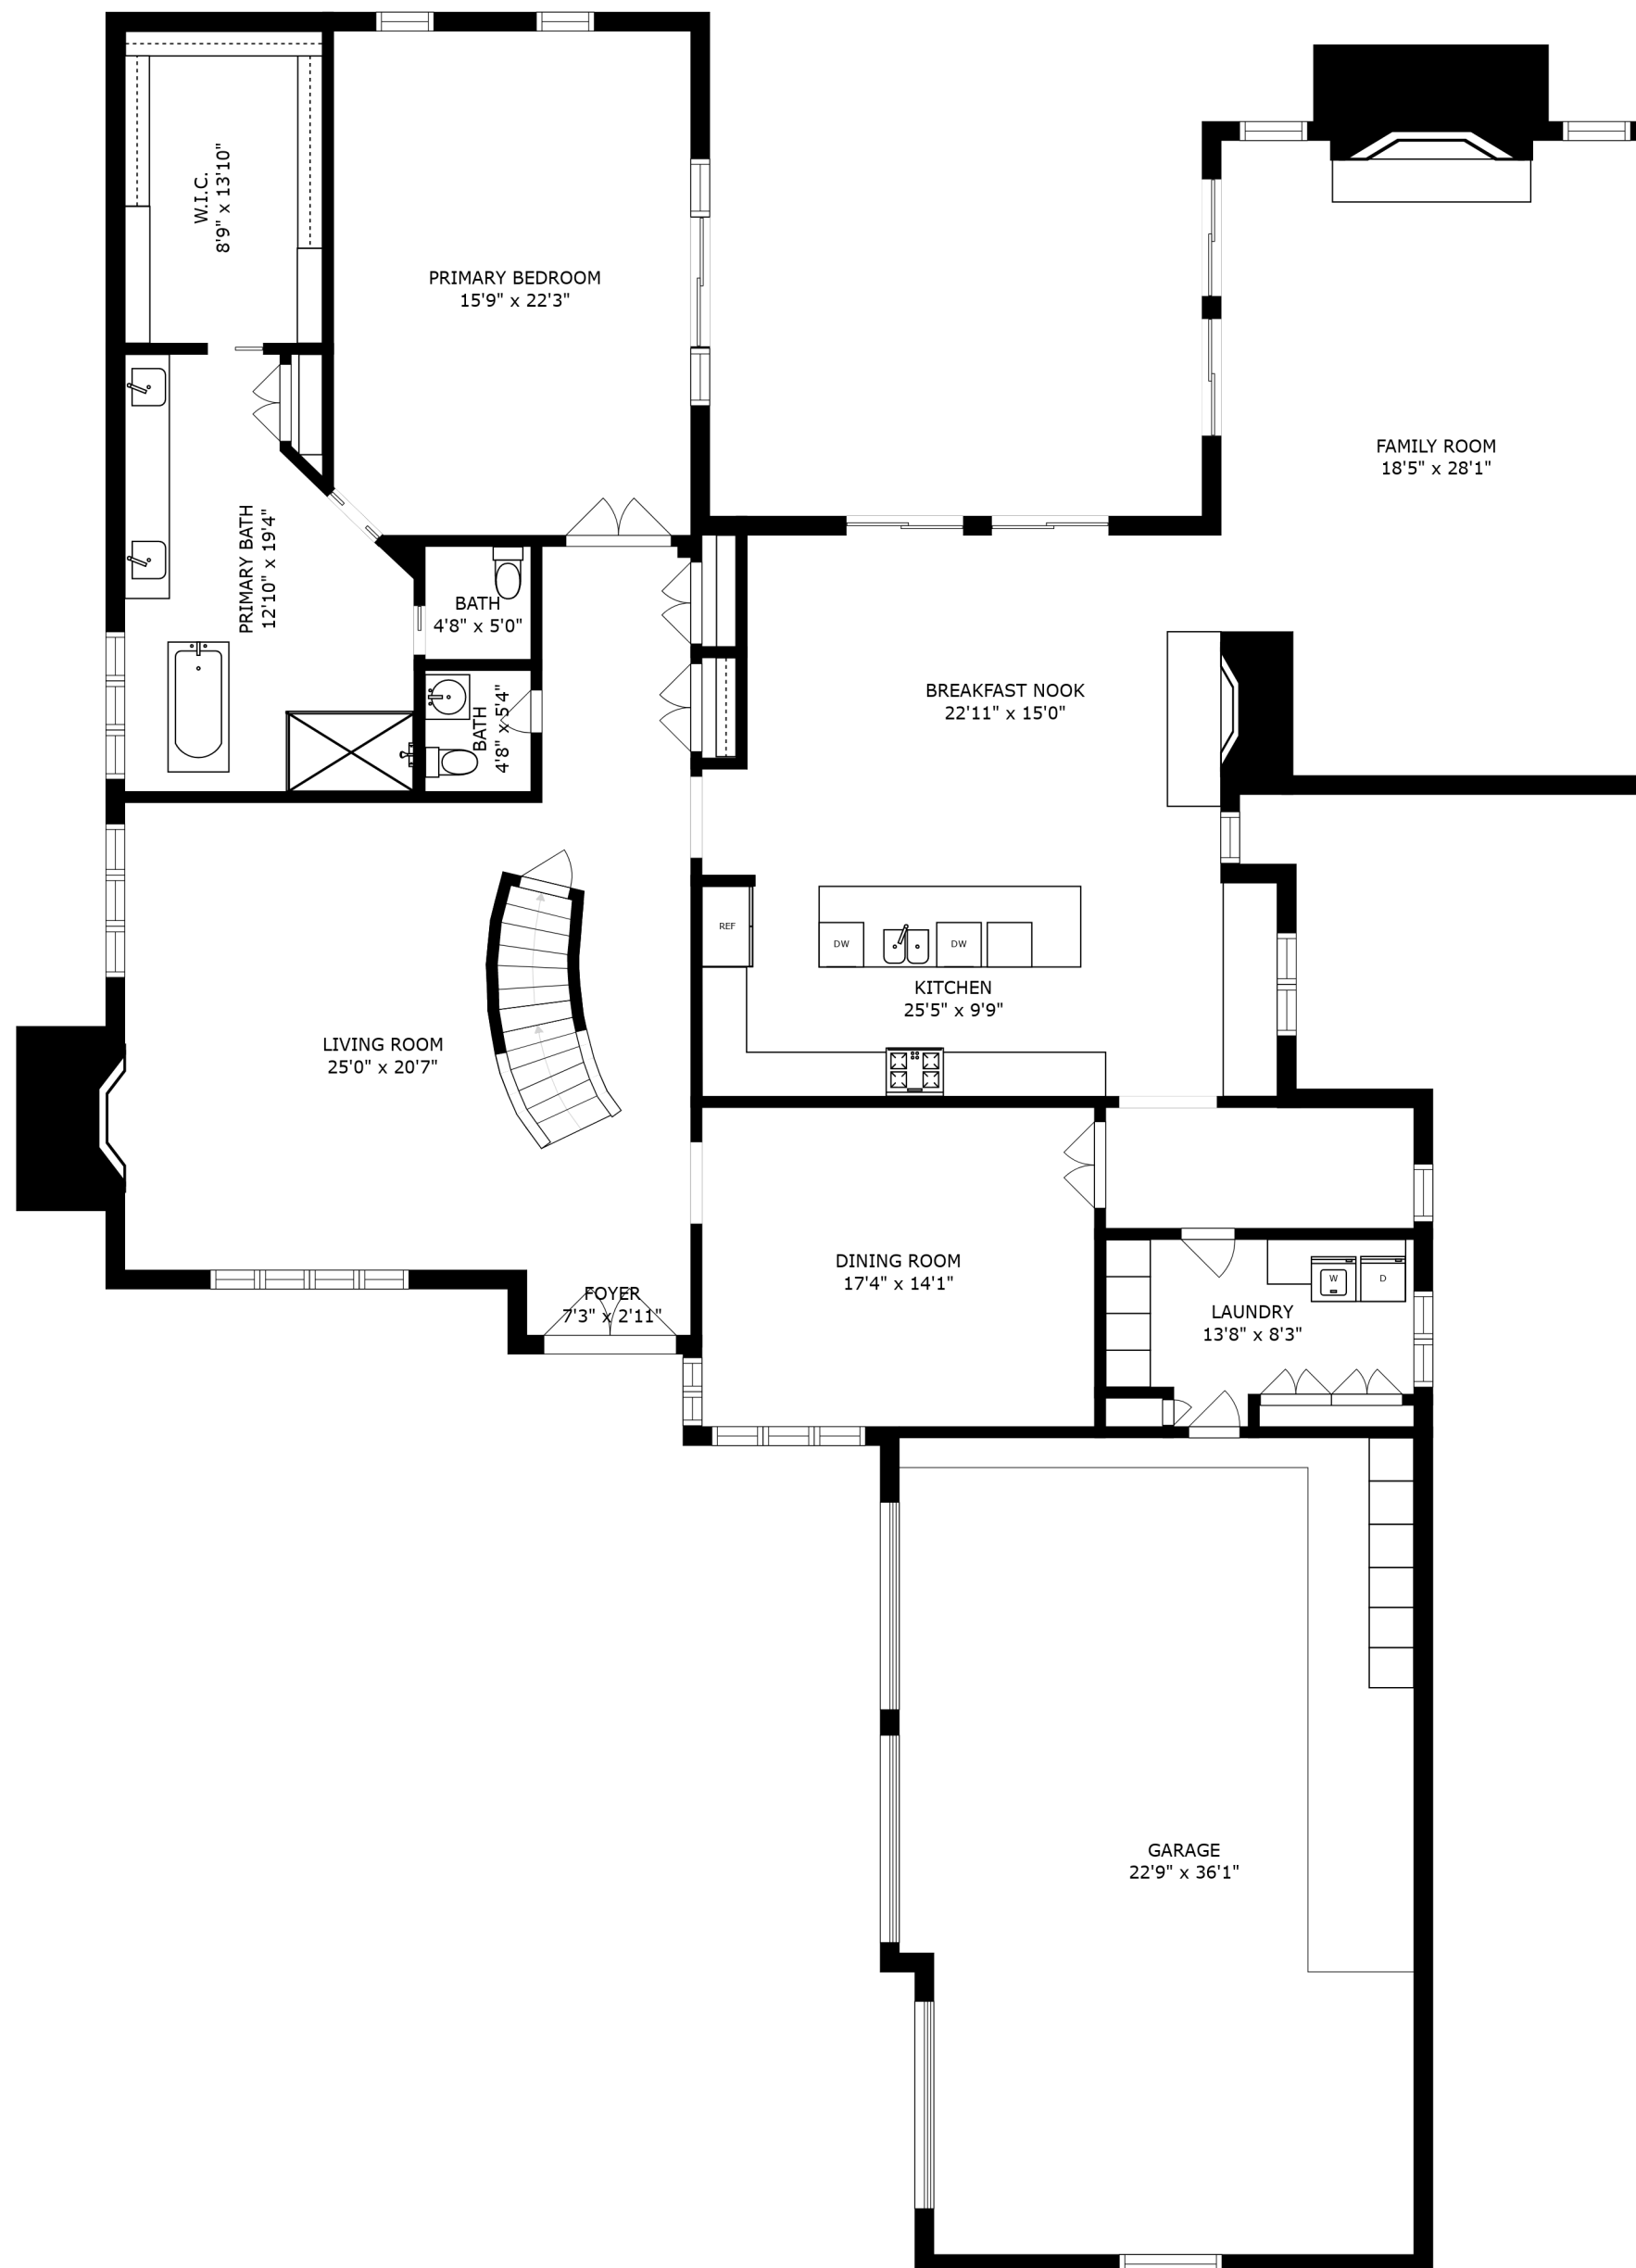 W.I.C.
8'9" x 13'10"
PRIMARY BEDROOM
15'9" x 22'3"
FAMILY ROOM
18'5" x 28'1"
PRIMARY BATH
12'10" x 19'4"
BATH
4'8" x 5'0"
BATH
4'8" x 5'4"
BREAKFAST NOOK
22'11" x 15'0"
REF
DW
DW
KITCHEN
25'5" x 9'9"
LIVING ROOM
25'0" x 20'7"
DINING ROOM
17'4" x 14'1"
FOYER
7'3" x 2'11"
W
D
LAUNDRY
13'8" x 8'3"
GARAGE
22'9" x 36'1"